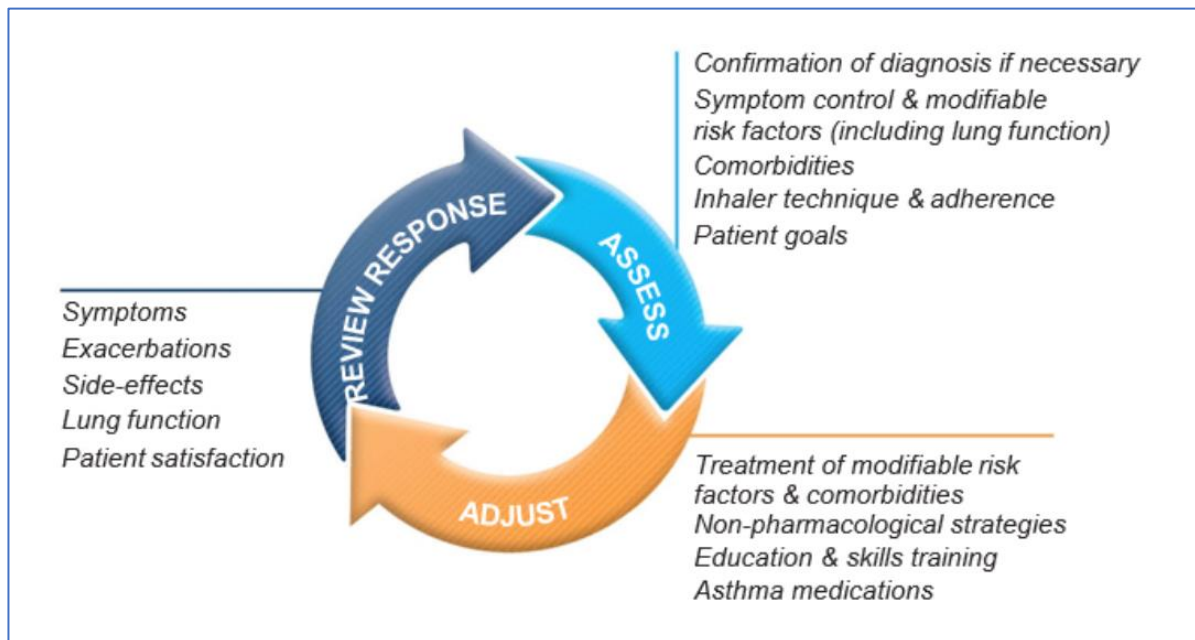 Confirmation of diagnosis if necessary
Symptom control & modifiable
risk factors (including lung function)
Comorbidities
Inhaler technique & adherence
Patient goals
REVIEW RESPONSE
ASSESS
ADJUST
Symptoms
Exacerbations
Side-effects
Lung function
Patient satisfaction
Treatment of modifiable risk
factors & comorbidities
Non-pharmacological strategies
Education & skills training
Asthma medications